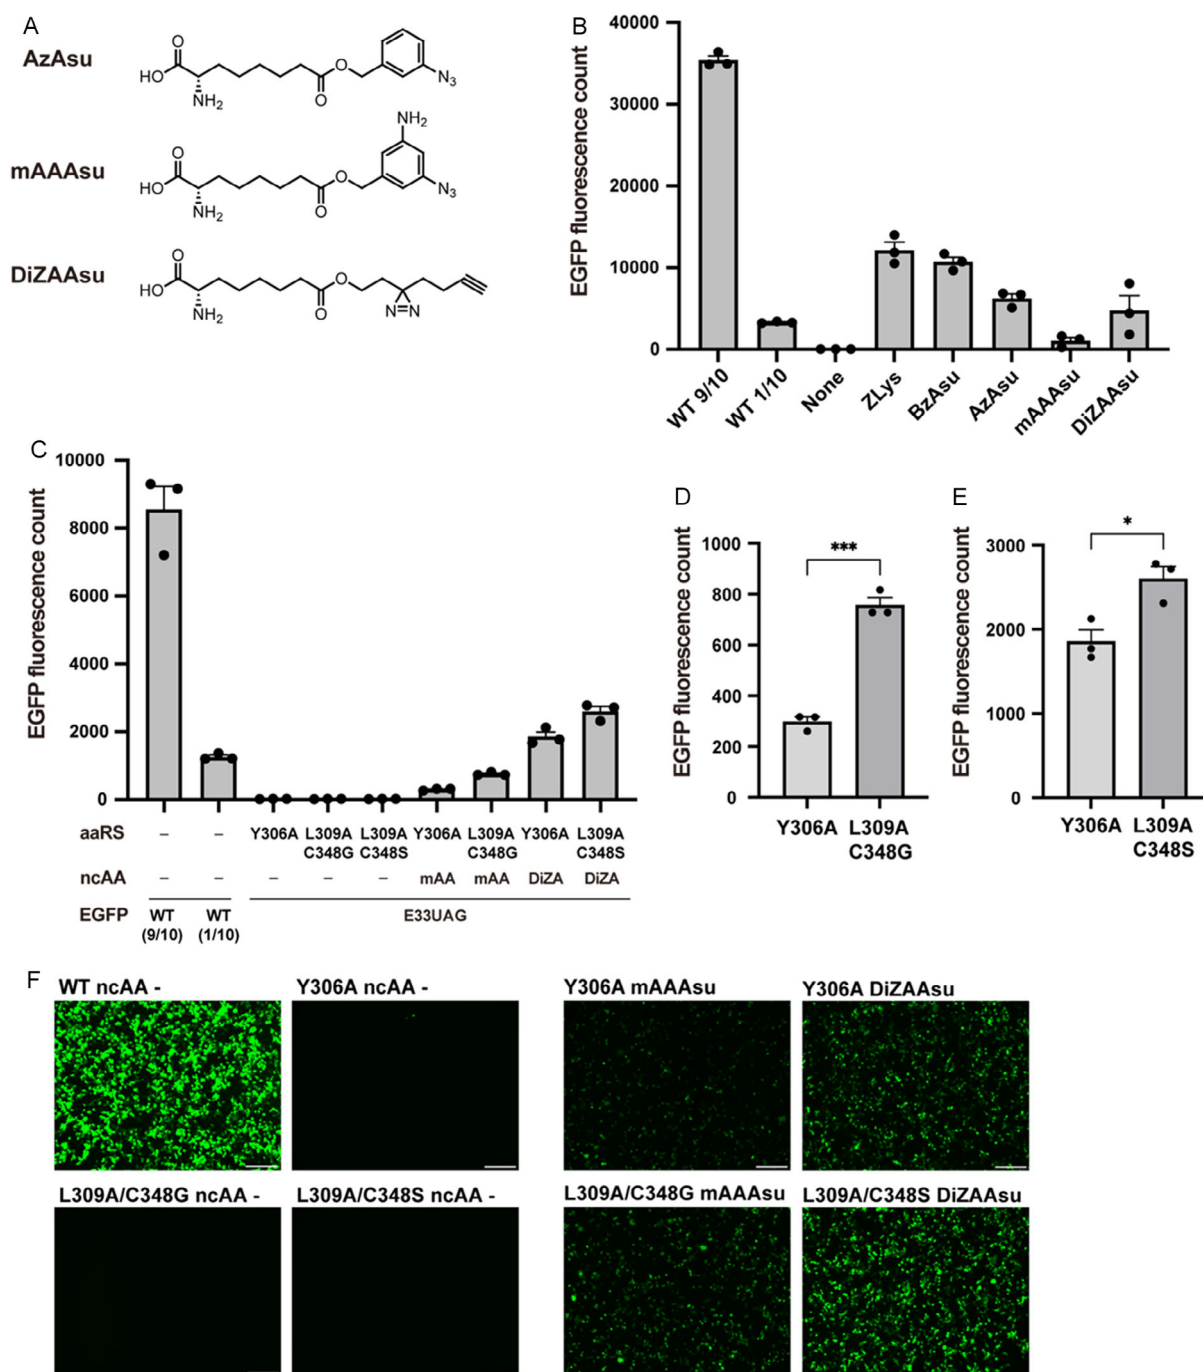 A
AzAsu
O
HO
NH2
O
O
N3
mAAAsu
O
HO
NH2
O
O
NH2
N3
DiZAAsu
O
HO
NH2
O
O
N=N
B
EGFP fluorescence count
40000
30000
20000
10000
0
WT 9/10
WT 1/10
None
ZLys
BzAsu
AzAsu
mAAAsu
DiZAAsu
C
EGFP fluorescence count
10000
8000
6000
4000
2000
0
aaRS – – Y306A L309A L309A Y306A L309A Y306A L309A
C348G C348S C348G C348S
ncAA – – – – – mAA mAA DiZA DiZA
EGFP WT WT E33UAG
(9/10) (1/10)
D
EGFP fluorescence count
1000
800
600
400
200
0
***
Y306A L309A
C348G
E
EGFP fluorescence count
3000
2000
1000
0
*
Y306A L309A
C348S
F
WT ncAA -
Y306A ncAA -
Y306A mAAAsu
Y306A DiZAAsu
L309A/C348G ncAA -
L309A/C348S ncAA -
L309A/C348G mAAAsu
L309A/C348S DiZAAsu